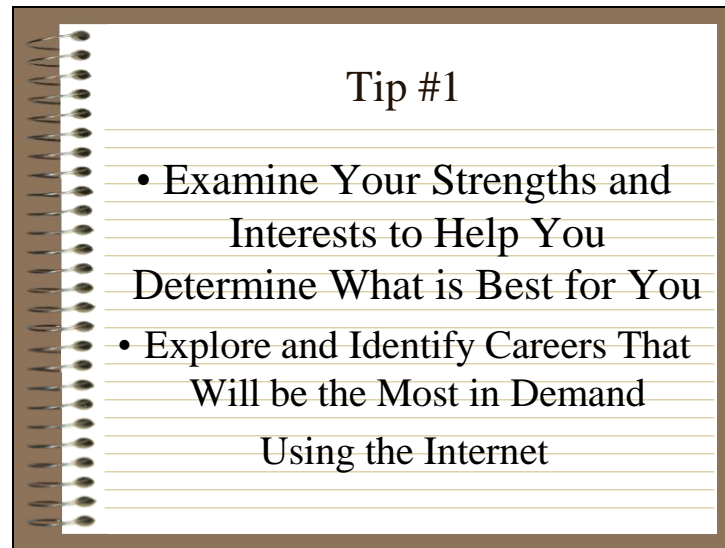 Tip #1
• Examine Your Strengths and
Interests to Help You
Determine What is Best for You
• Explore and Identify Careers That
Will be the Most in Demand
Using the Internet